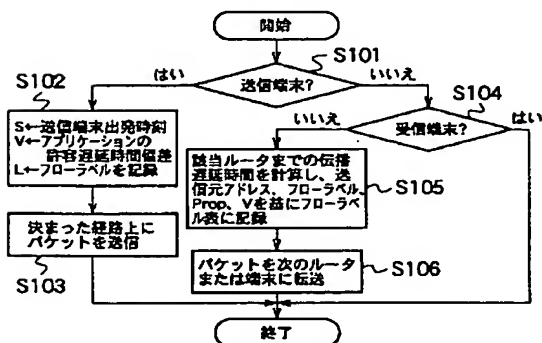 開始
S101
送信端末?
はい
いいえ
S102
S←送信端末出発時刻
V←アプリケーションの
許容遅延時間偏差
L←フローラベルを記録
S104
受信端末?
いいえ
はい
決まった経路上に
パケットを送信
S103
該当ルータまでの伝播
遅延時間を計算し、送
信元アドレス、フローラベル、
Prop、Vを基にフローラベ
ル表に記録
S105
パケットを次のルータ
または端末に転送
S106
終了